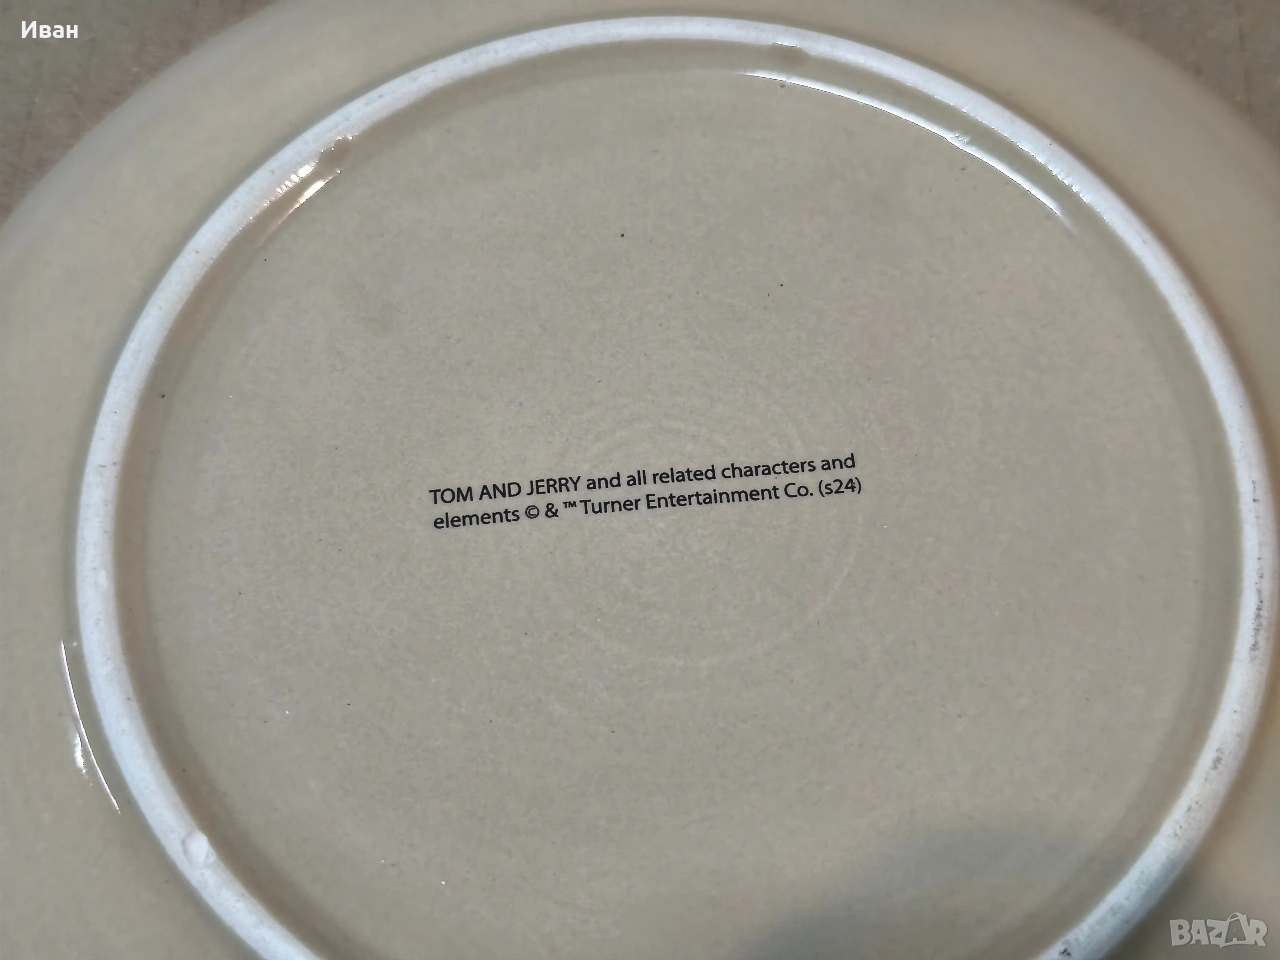 Иван
TOM AND JERRY and all related characters and
elements © & ™ Turner Entertainment Co. (s24)
BAZAR